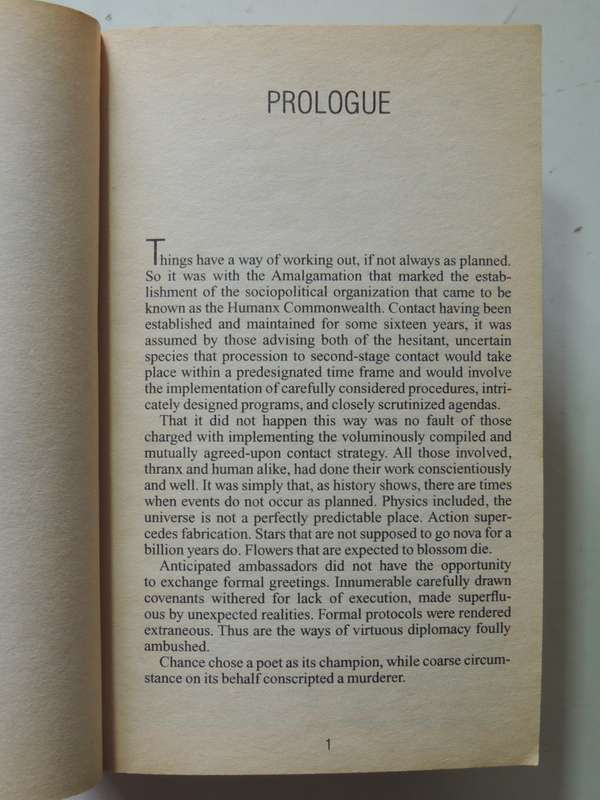 PROLOGUE
Things have a way of working out, if not always as planned.
So it was with the Amalgamation that marked the estab-
lishment of the sociopolitical organization that came to be
known as the Humanx Commonwealth. Contact having been
established and maintained for some sixteen years, it was
assumed by those advising both of the hesitant, uncertain
species that procession to second-stage contact would take
place within a predesignated time frame and would involve
the implementation of carefully considered procedures, intri-
cately designed programs, and closely scrutinized agendas.
That it did not happen this way was no fault of those
charged with implementing the voluminously compiled and
mutually agreed-upon contact strategy. All those involved,
thranx and human alike, had done their work conscientiously
and well. It was simply that, as history shows, there are times
when events do not occur as planned. Physics included, the
universe is not a perfectly predictable place. Action super-
cedes fabrication. Stars that are not supposed to go nova for a
billion years do. Flowers that are expected to blossom die.
Anticipated ambassadors did not have the opportunity
to exchange formal greetings. Innumerable carefully drawn
covenants withered for lack of execution, made superflu-
ous by unexpected realities. Formal protocols were rendered
extraneous. Thus are the ways of virtuous diplomacy foully
ambushed.
Chance chose a poet as its champion, while coarse circum-
stance on its behalf conscripted a murderer.
1